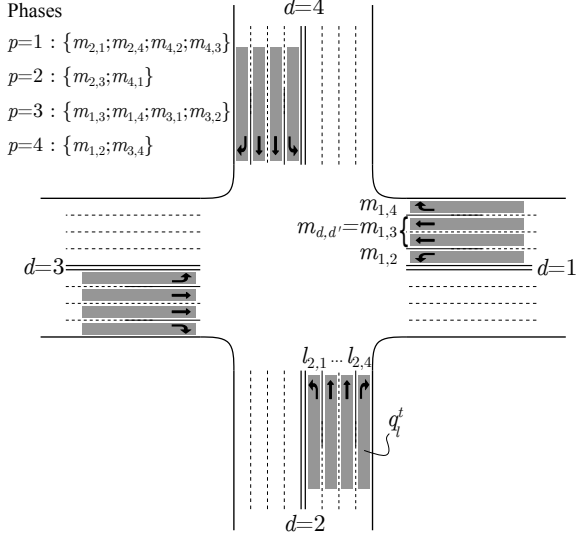 Phases
p=1 : {m2,1;m2,4;m4,2;m4,3}
p=2 : {m2,3;m4,1}
p=3 : {m1,3;m1,4;m3,1;m3,2}
p=4 : {m1,2;m3,4}
d=4
m1,4
md,d'=m1,3
m1,2
d=3
d=1
l2,1 ... l2,4
qlt
d=2